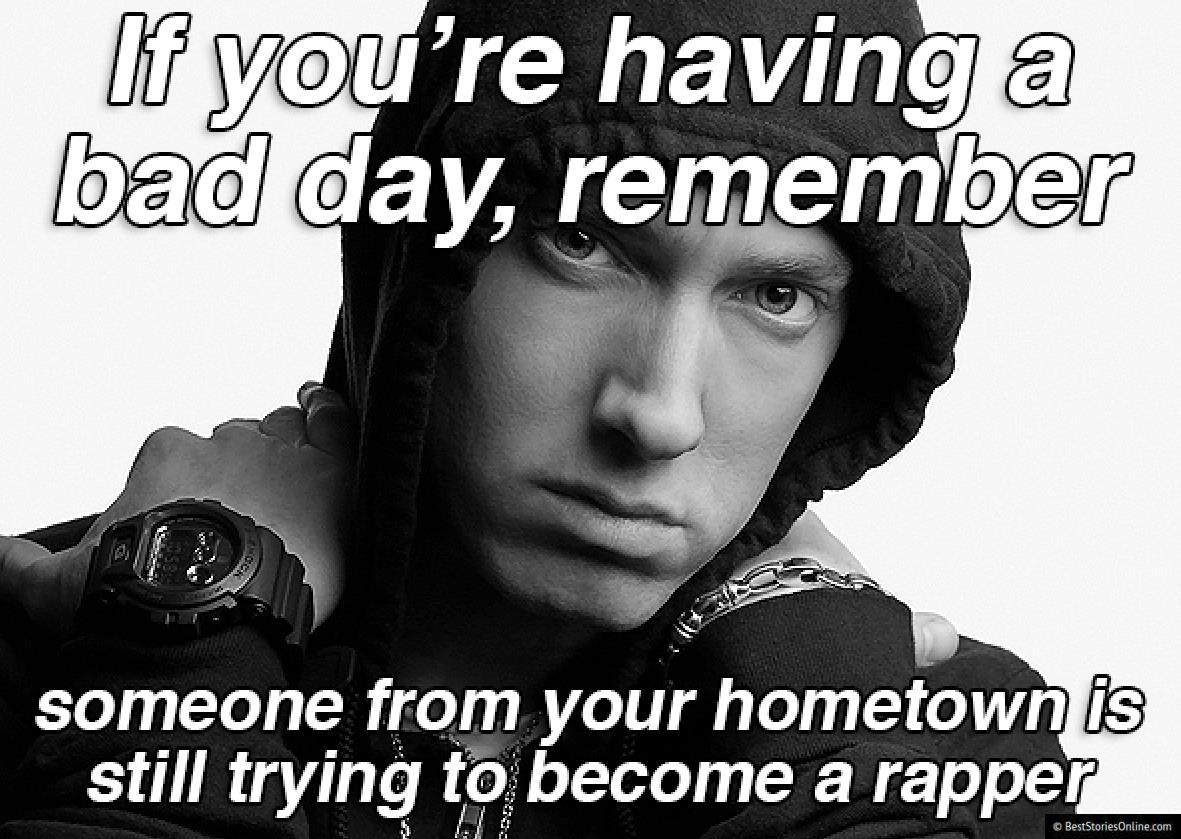 If you’re having a
bad day, remember
someone from your hometown is
still trying to become a rapper
© BestStoriesOnline.com